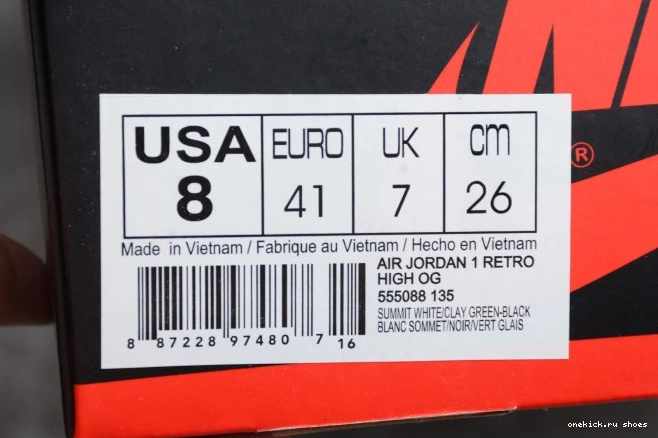 NI
®
USA EURO UK cm
8 41 7 26
Made in Vietnam / Fabrique au Vietnam / Hecho en Vietnam
AIR JORDAN 1 RETRO
HIGH OG
555088 135
SUMMIT WHITE/CLAY GREEN-BLACK
BLANC SOMMET/NOIR/VERT GLAIS
8 87228 97480 7 16
onekick.ru shoes